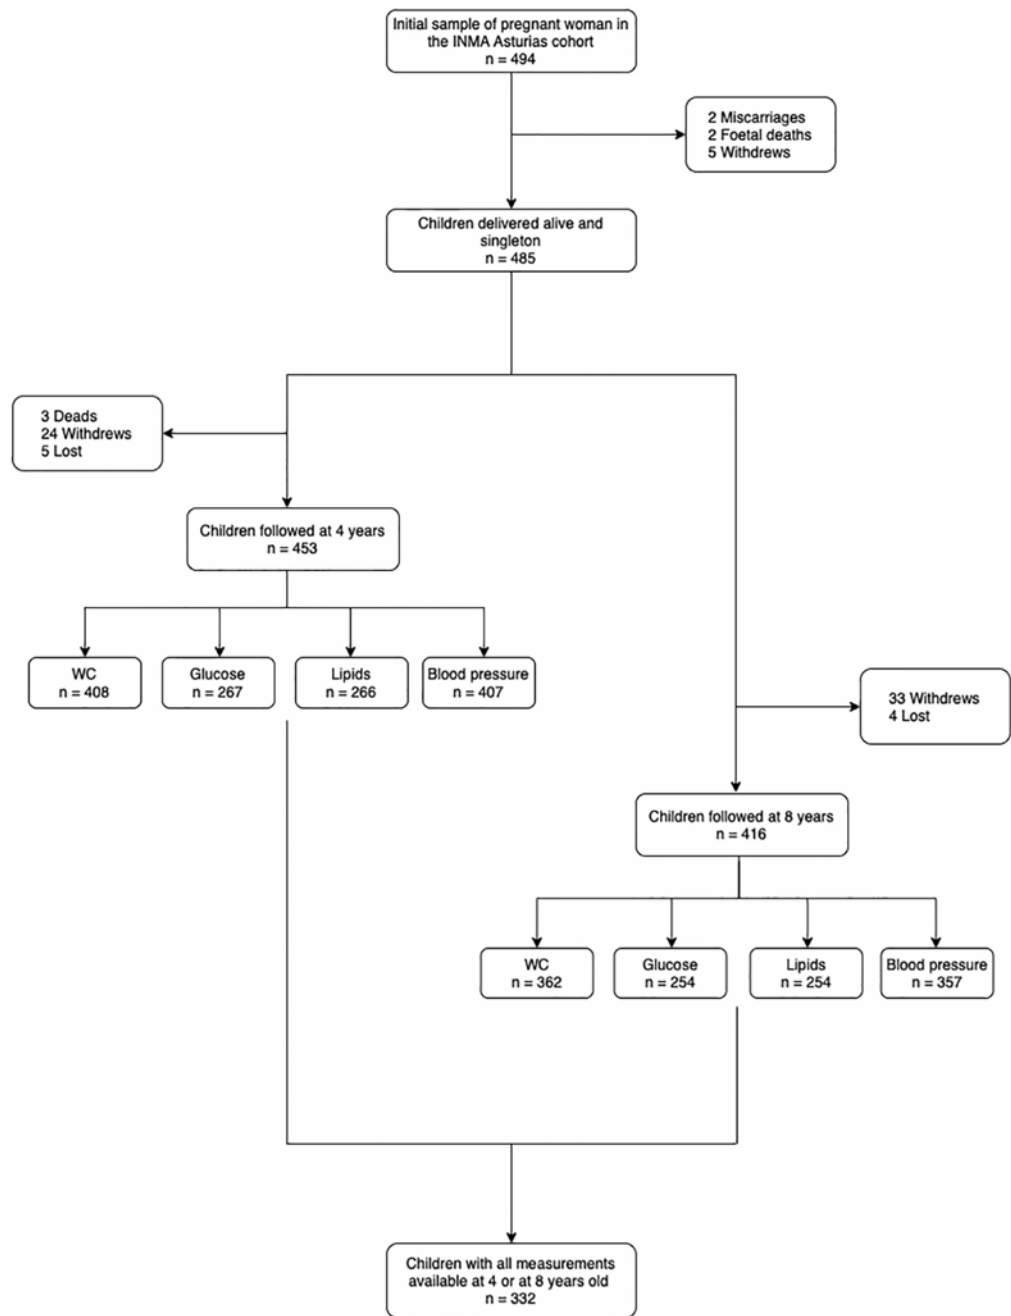 Initial sample of pregnant woman in
the INMA Asturias cohort
n = 494
2 Miscarriages
2 Foetal deaths
5 Withdrews
Children delivered alive and
singleton
n = 485
3 Deads
24 Withdrews
5 Lost
Children followed at 4 years
n = 453
WC
n = 408
Glucose
n = 267
Lipids
n = 266
Blood pressure
n = 407
33 Withdrews
4 Lost
Children followed at 8 years
n = 416
WC
n = 362
Glucose
n = 254
Lipids
n = 254
Blood pressure
n = 357
Children with all measurements
available at 4 or at 8 years old
n = 332